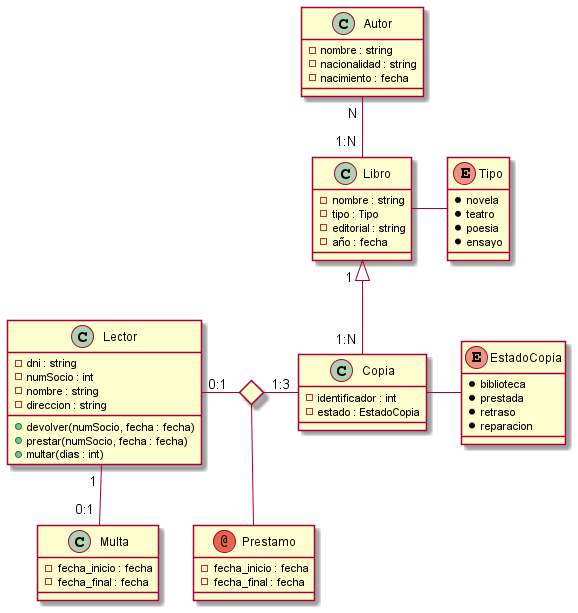 C Autor
nombre : string
nacionalidad : string
nacimiento : fecha
N
1:N
C Libro
nombre : string
tipo : Tipo
editorial : string
año : fecha
E Tipo
novela
teatro
poesia
ensayo
1
1:N
C Lector
dni : string
numSocio : int
nombre : string
direccion : string
devolver(numSocio, fecha : fecha)
prestar(numSocio, fecha : fecha)
multar(dias : int)
0:1
1:3
C Copia
identificador : int
estado : EstadoCopia
E EstadoCopia
biblioteca
prestada
retraso
reparacion
1
0:1
C Multa
fecha_inicio : fecha
fecha_final : fecha
@ Prestamo
fecha_inicio : fecha
fecha_final : fecha